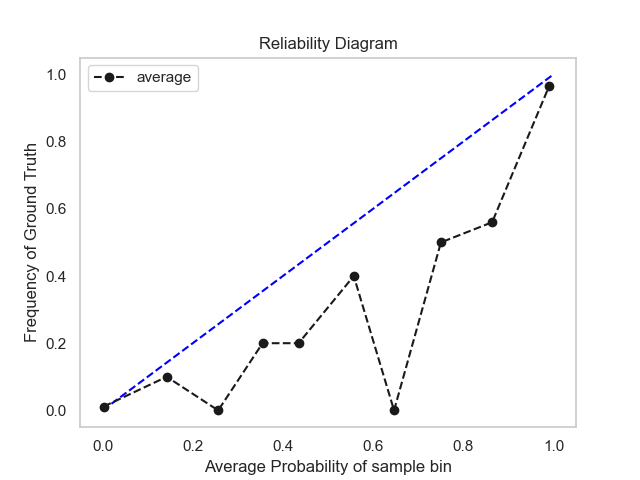 Reliability Diagram
average
1.0
0.8
0.6
0.4
0.2
0.0
Frequency of Ground Truth
0.0 0.2 0.4 0.6 0.8 1.0
Average Probability of sample bin